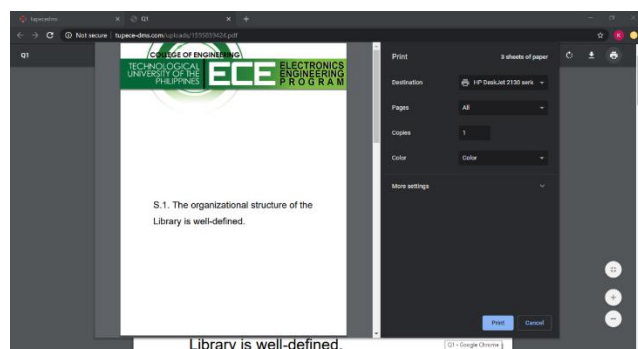 tupecedms
Q1
Not secure | tupece-dms.com/uploads/1595859424.pdf
Q1
COLLEGE OF ENGINEERING
TECHNOLOGICAL
UNIVERSITY OF THE
PHILIPPINES
ECE
ELECTRONICS
ENGINEERING
PROGRAM
S.1. The organizational structure of the
Library is well-defined.
Print
3 sheets of paper
Destination
HP DeskJet 2130 serie
Pages
All
Copies
1
Color
Color
More settings
Print
Cancel
Library is well-defined.
Q1 - Google Chrome